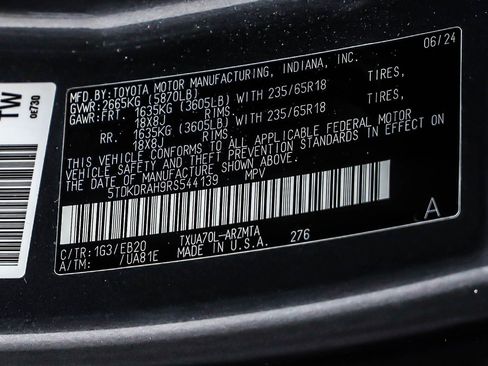 MFD.BY:TOYOTA MOTOR MANUFACTURING, INDIANA, INC. 06/24
GVWR: 2665KG (5870LB)
GAWR:FRT. 1635KG (3605LB) WITH 235/65R18 TIRES,
18X8J RIMS
RR. 1635KG (3605LB) WITH 235/65R18 TIRES,
18X8J RIMS
THIS VEHICLE CONFORMS TO ALL APPLICABLE FEDERAL MOTOR
VEHICLE SAFETY AND THEFT PREVENTION STANDARDS IN EFFECT ON
THE DATE OF MANUFACTURE SHOWN ABOVE.
5TDKDRAH9RS544139 MPV
C/TR:1G3/EB20 TXUA70L-ARZMTA A
A/TM: /UA81E MADE IN U.S.A. 276
TW
0E730